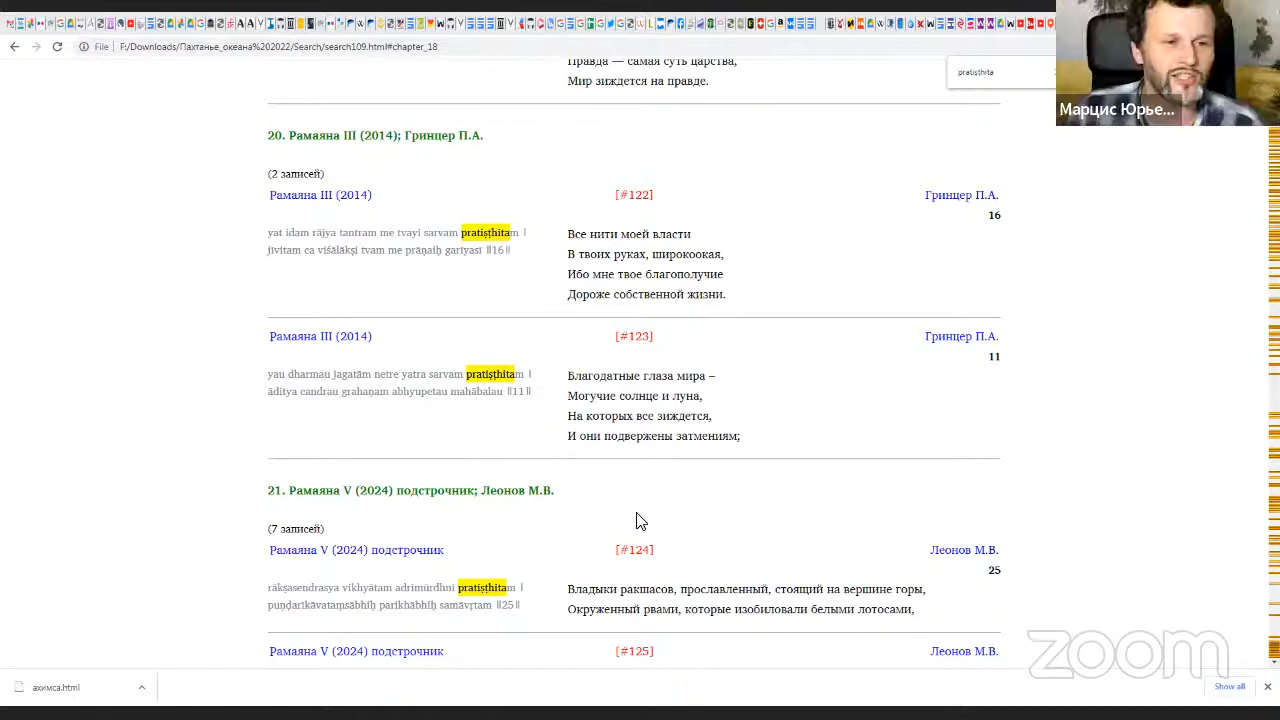 File
F:/Downloads/Пахтанье_океана%202022/Search/search109.html#chapter_18
pratiṣṭhita
Марцис Юрье...
Правда — самая суть царства,
Мир зиждется на правде.
20. Рамаяна III (2014); Гринцер П.А.
(2 записей)
Рамаяна III (2014) [#122] Гринцер П.А.
16
yat idam rājya tantram me tvayi sarvam pratiṣṭhitam |
jīvitam ca viśālākṣi tvam me prāṇaiḥ garīyasī ||16||
Все нити моей власти
В твоих руках, широкоокая,
Ибо мне твое благополучие
Дороже собственной жизни.
Рамаяна III (2014) [#123] Гринцер П.А.
11
yau dharmau jagatām netre yatra sarvam pratiṣṭhitam |
āditya candrau grahaṇam abhyupetau mahābalau ||11||
Благодатные глаза мира –
Могучие солнце и луна,
На которых все зиждется,
И они подвержены затмениям;
21. Рамаяна V (2024) подстрочник; Леонов М.В.
(7 записей)
Рамаяна V (2024) подстрочник [#124] Леонов М.В.
25
rākṣasendrasya vikhyātam adrimūrdhni pratiṣṭhitam |
puṇḍarīkāvataṃsābhiḥ parikhābhiḥ samāvṛtam ||25||
Владыки ракшасов, прославленный, стоящий на вершине горы,
Окруженный рвами, которые изобиловали белыми лотосами,
Рамаяна V (2024) подстрочник [#125] Леонов М.В.
zoom
ахимса.html
Show all